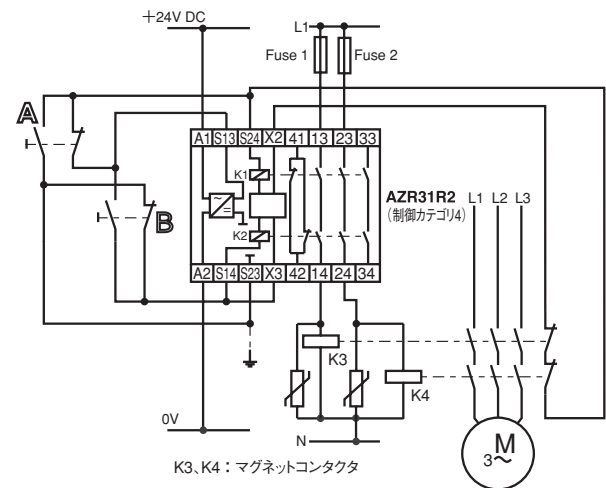 +24V DC
L1
Fuse 1 Fuse 2
A
A1 S13 S24 X2 41 13 23 33
K1
AZR31R2 L1 L2 L3
(制御カテゴリ4)
~
=
B
K2
A2 S14 S23 X3 42 14 24 34
K3
K4
0V
N
M
3~
K3、K4：マグネットコンタクタ